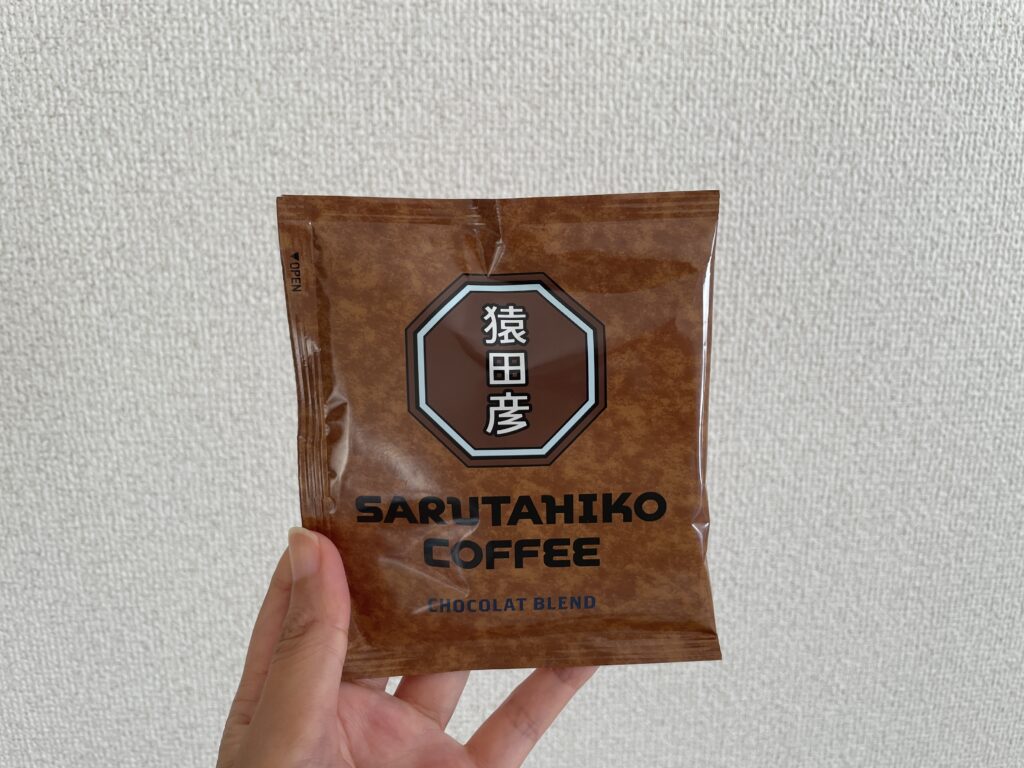 ▼OPEN
猿田彦
SARUTAHIKO
COFFEE
CHOCOLAT BLEND